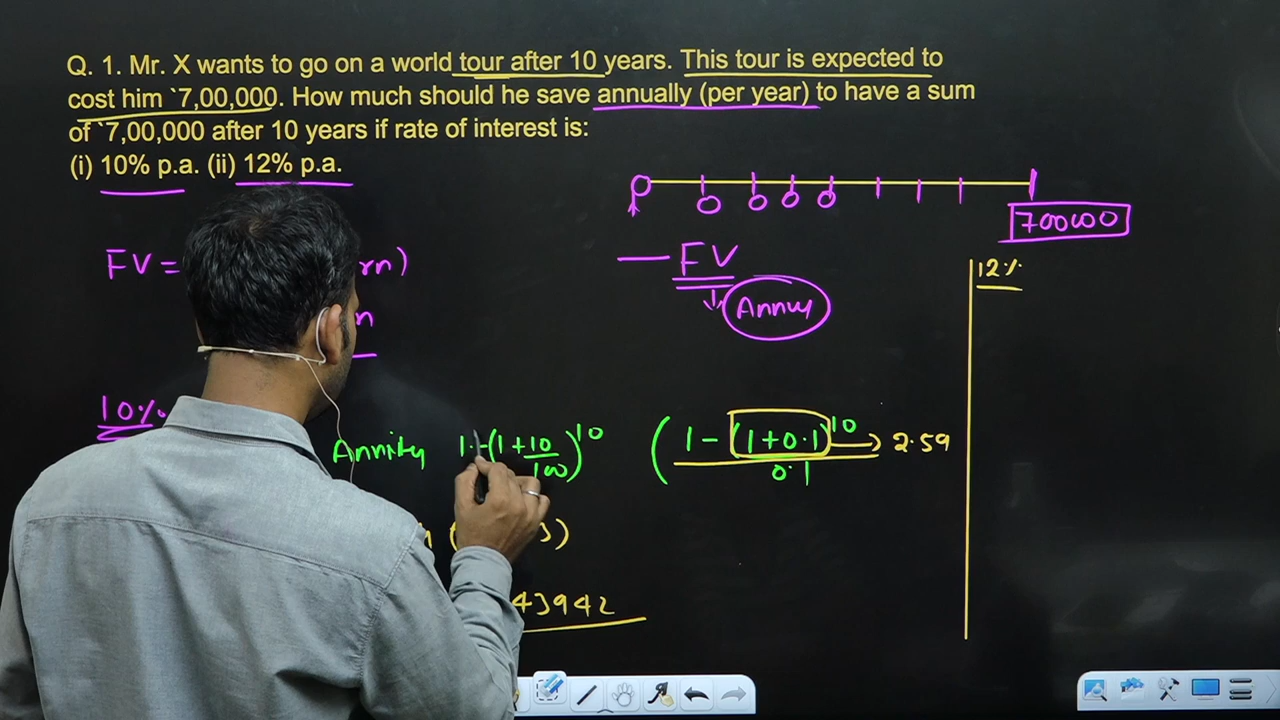 Q. 1. Mr. X wants to go on a world tour after 10 years. This tour is expected to
cost him `7,00,000. How much should he save annually (per year) to have a sum
of `7,00,000 after 10 years if rate of interest is:
(i) 10% p.a. (ii) 12% p.a.
700000
FV = rn)
n
FV
Annuy
12%
10%
Annity 1 - (1 + 10/100)^10
(1 - (1 + 0.1)^10 → 2.59
0.1
43942